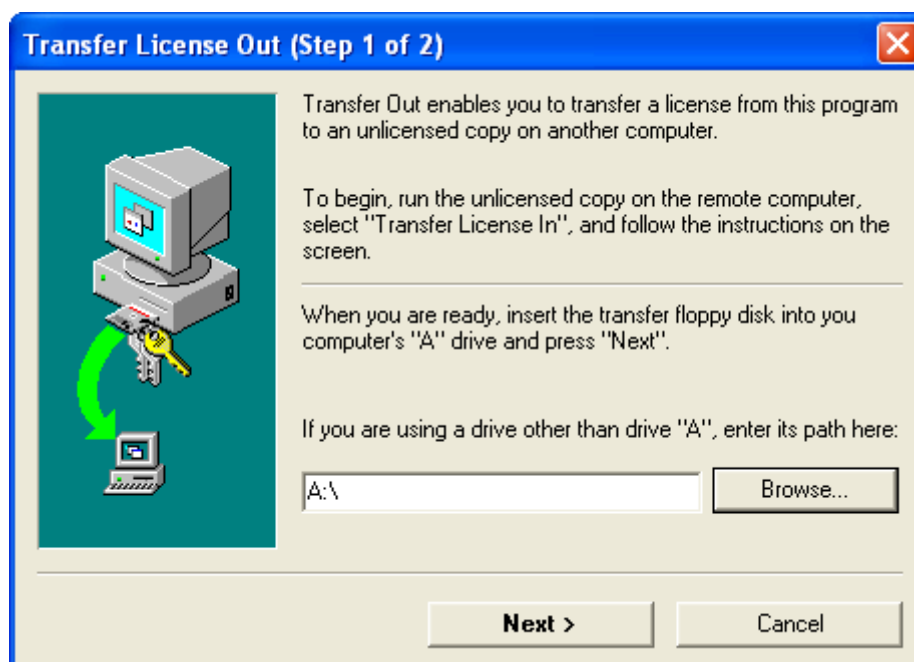 Transfer License Out (Step 1 of 2)
Transfer Out enables you to transfer a license from this program
to an unlicensed copy on another computer.
To begin, run the unlicensed copy on the remote computer,
select "Transfer License In", and follow the instructions on the
screen.
When you are ready, insert the transfer floppy disk into you
computer's "A" drive and press "Next".
If you are using a drive other than drive "A", enter its path here:
A:\
Browse...
Next >
Cancel